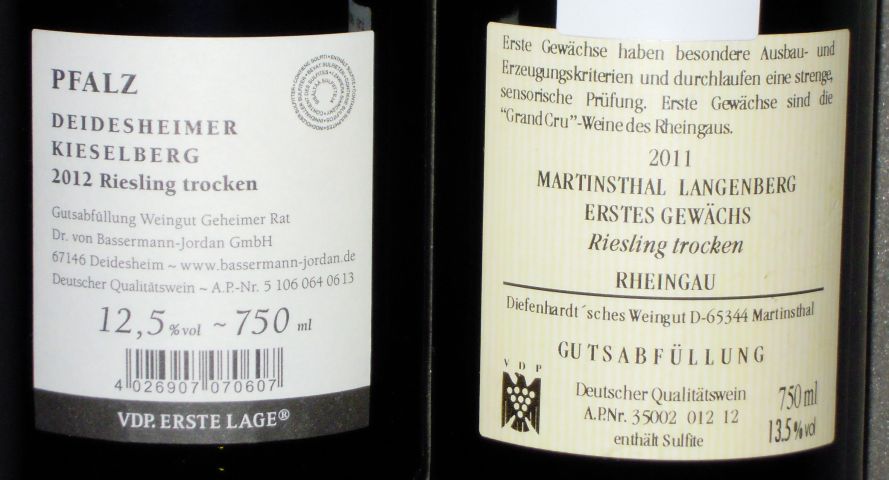 PFALZ
DEIDESHEIMER
KIESELBERG
2012 Riesling trocken
Gutsabfüllung Weingut Geheimer Rat
Dr. von Bassermann-Jordan GmbH
67146 Deidesheim ~ www.bassermann-jordan.de
Deutscher Qualitätswein ~ A.P.-Nr. 5 106 064 06 13
12,5 % vol ~ 750 ml
4 026907 070607
VDP. ERSTE LAGE®
Erste Gewächse haben besondere Ausbau- und
Erzeugungskriterien und durchlaufen eine strenge,
sensorische Prüfung. Erste Gewächse sind die
"Grand Cru"-Weine des Rheingaus.
2011
MARTINSTHAL LANGENBERG
ERSTES GEWÄCHS
Riesling trocken
RHEINGAU
Diefenhardt´sches Weingut D-65344 Martinsthal
GUTSABFÜLLUNG
VDP
Deutscher Qualitätswein
A.P.Nr. 35002 012 12
enthält Sulfite
750 ml
13.5 % vol